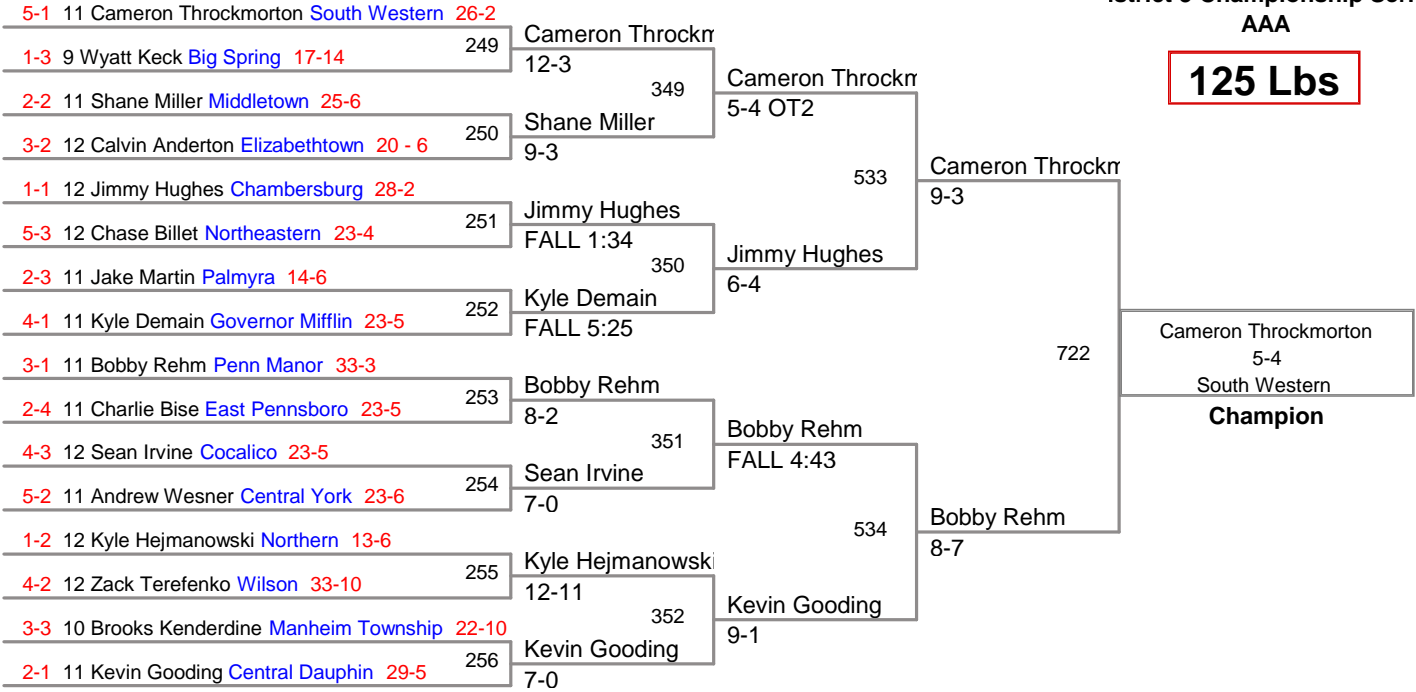 istrict 3 Championship Seri
AAA
125 Lbs
5-1 11 Cameron Throckmorton South Western 26-2
249
1-3 9 Wyatt Keck Big Spring 17-14
2-2 11 Shane Miller Middletown 25-6
250
3-2 12 Calvin Anderton Elizabethtown 20 - 6
1-1 12 Jimmy Hughes Chambersburg 28-2
251
5-3 12 Chase Billet Northeastern 23-4
2-3 11 Jake Martin Palmyra 14-6
252
4-1 11 Kyle Demain Governor Mifflin 23-5
3-1 11 Bobby Rehm Penn Manor 33-3
253
2-4 11 Charlie Bise East Pennsboro 23-5
4-3 12 Sean Irvine Cocalico 23-5
254
5-2 11 Andrew Wesner Central York 23-6
1-2 12 Kyle Hejmanowski Northern 13-6
255
4-2 12 Zack Terefenko Wilson 33-10
3-3 10 Brooks Kenderdine Manheim Township 22-10
256
2-1 11 Kevin Gooding Central Dauphin 29-5
Cameron Throckm
12-3
349
Shane Miller
9-3
Jimmy Hughes
FALL 1:34
350
Kyle Demain
FALL 5:25
Bobby Rehm
8-2
351
Sean Irvine
7-0
Kyle Hejmanowski
12-11
352
Kevin Gooding
7-0
Cameron Throckm
5-4 OT2
533
Jimmy Hughes
6-4
Bobby Rehm
FALL 4:43
534
Kevin Gooding
9-1
Cameron Throckm
9-3
722
Bobby Rehm
8-7
Cameron Throckmorton
5-4
South Western
Champion